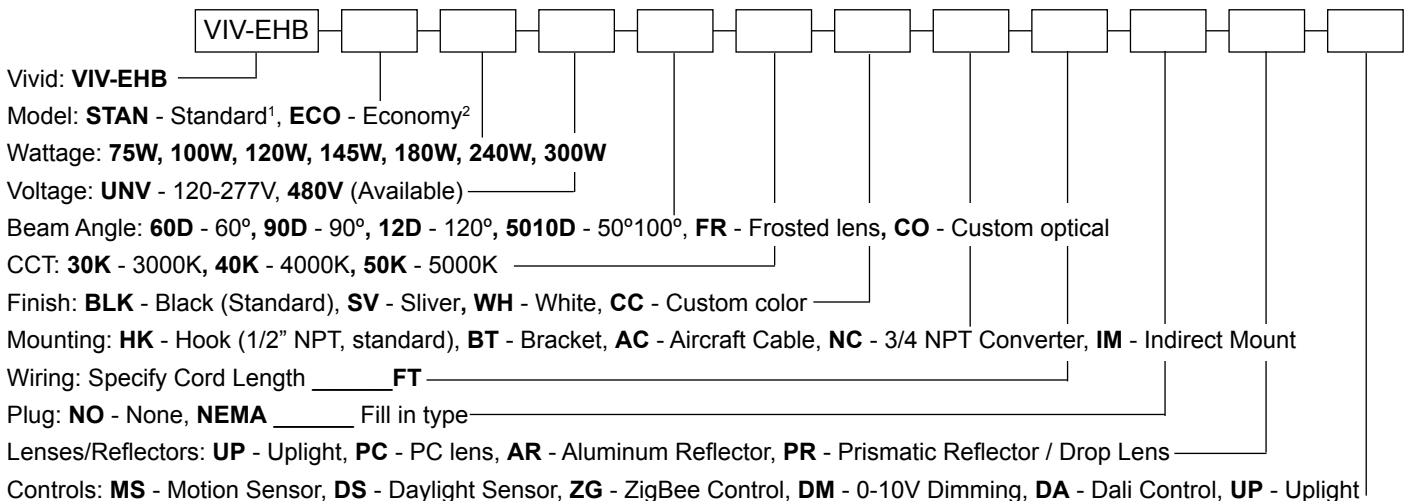 VIV-EHB
Vivid: VIV-EHB
Model: STAN - Standard¹, ECO - Economy²
Wattage: 75W, 100W, 120W, 145W, 180W, 240W, 300W
Voltage: UNV - 120-277V, 480V (Available)
Beam Angle: 60D - 60º, 90D - 90º, 12D - 120º, 5010D - 50º100º, FR - Frosted lens, CO - Custom optical
CCT: 30K - 3000K, 40K - 4000K, 50K - 5000K
Finish: BLK - Black (Standard), SV - Sliver, WH - White, CC - Custom color
Mounting: HK - Hook (1/2” NPT, standard), BT - Bracket, AC - Aircraft Cable, NC - 3/4 NPT Converter, IM - Indirect Mount
Wiring: Specify Cord Length ______FT
Plug: NO - None, NEMA ______ Fill in type
Lenses/Reflectors: UP - Uplight, PC - PC lens, AR - Aluminum Reflector, PR - Prismatic Reflector / Drop Lens
Controls: MS - Motion Sensor, DS - Daylight Sensor, ZG - ZigBee Control, DM - 0-10V Dimming, DA - Dali Control, UP - Uplight